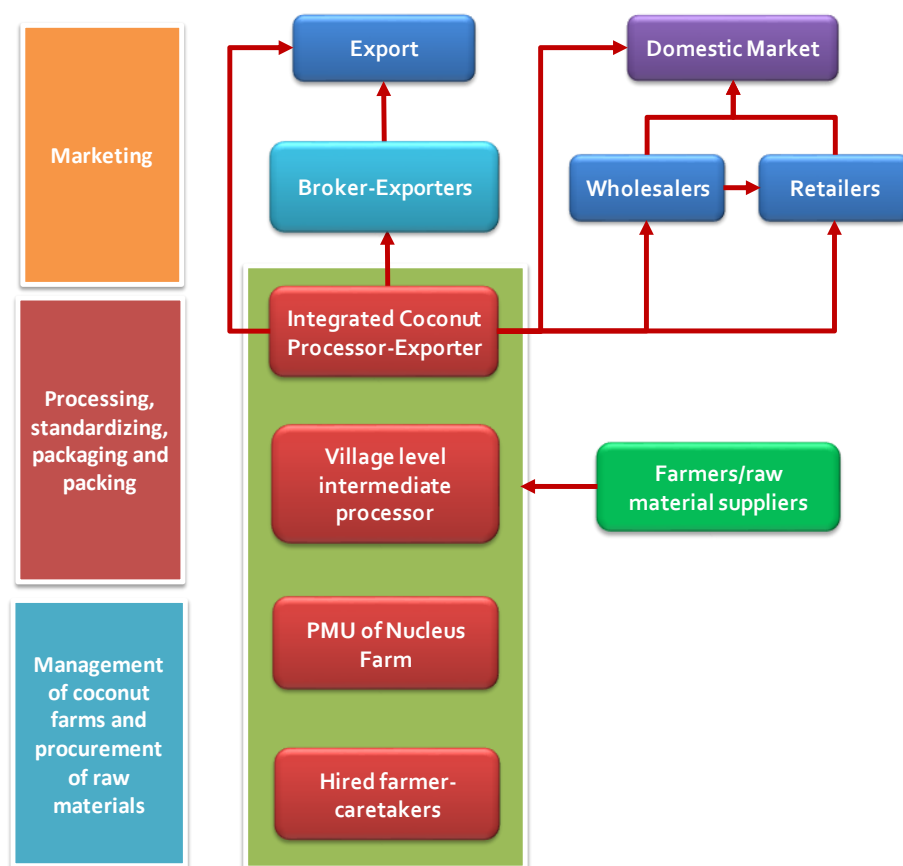 Export
Domestic Market
Marketing
Broker-Exporters
Wholesalers
Retailers
Integrated Coconut
Processor-Exporter
Processing,
standardizing,
packaging and
packing
Village level
intermediate
processor
Farmers/raw
material suppliers
PMU of Nucleus
Farm
Management
of coconut
farms and
procurement
of raw
materials
Hired farmer-
caretakers